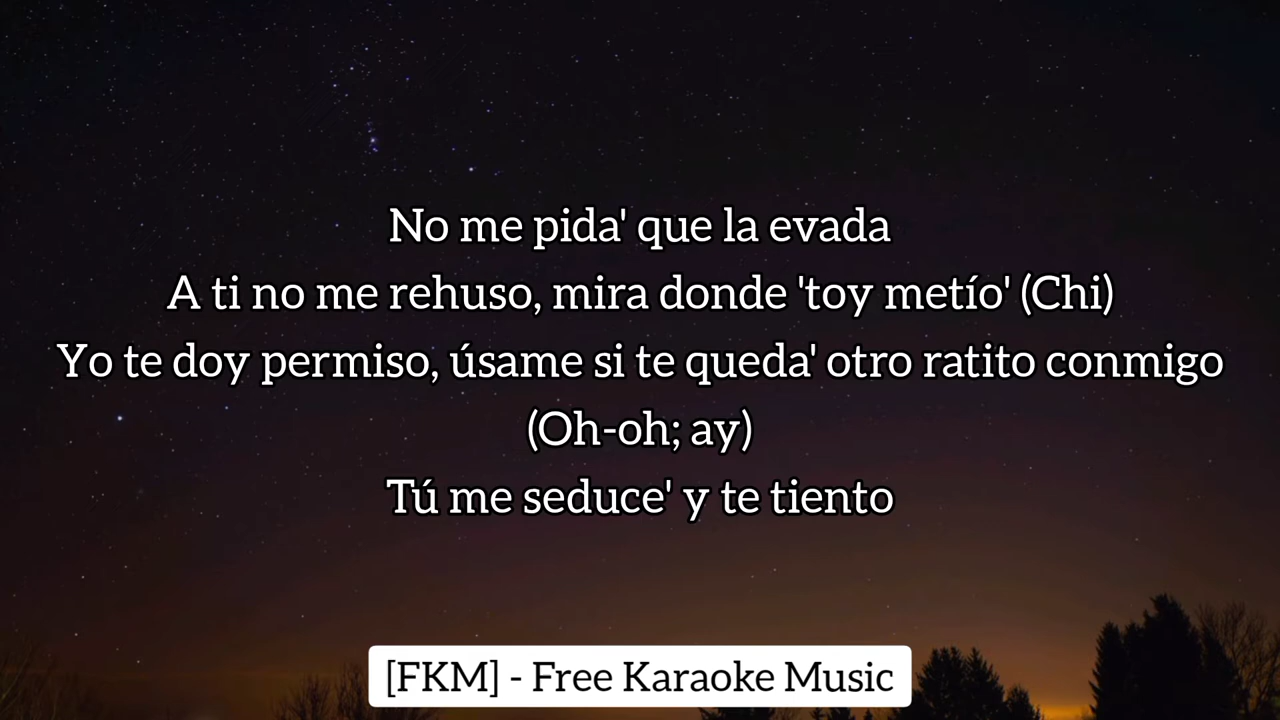 No me pida' que la evada
A ti no me rehuso, mira donde 'toy metío' (Chi)
Yo te doy permiso, úsame si te queda' otro ratito conmigo
(Oh-oh; ay)
Tú me seduce' y te tiento
[FKM] - Free Karaoke Music